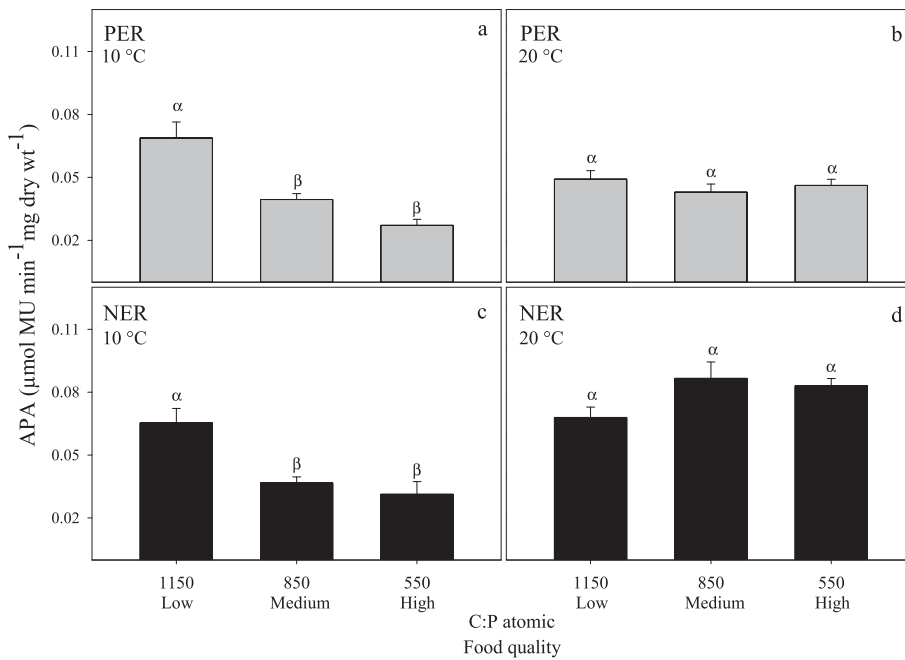 PER
10 °C
a
PER
20 °C
b
0.11
0.08
0.05
0.02
α
β
β
α
α
α
NER
10 °C
c
NER
20 °C
d
0.11
0.08
0.05
0.02
α
β
β
α
α
α
APA (µmol MU min⁻¹mg dry wt⁻¹)
1150
850
550
1150
850
550
Low
Medium
High
Low
Medium
High
C:P atomic
Food quality